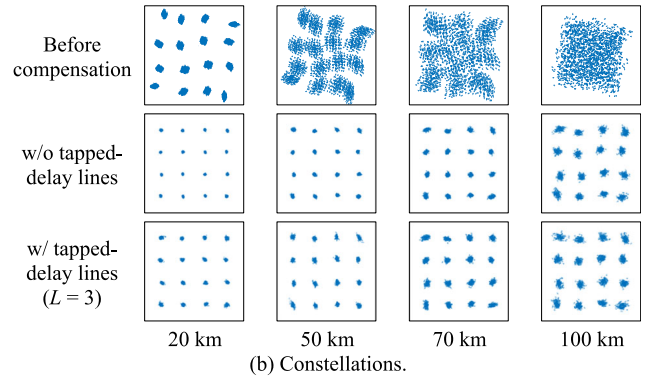 Before
compensation
w/o tapped-
delay lines
w/ tapped-
delay lines
(L = 3)
20 km 50 km 70 km 100 km
(b) Constellations.